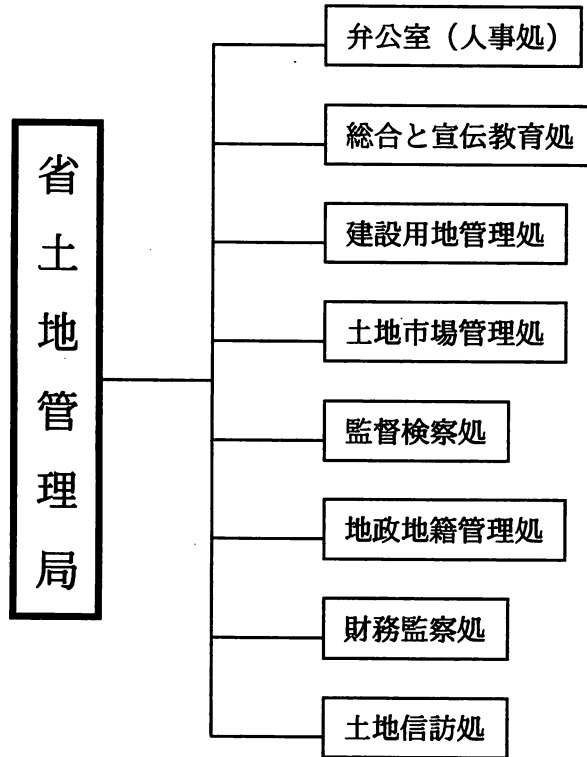 省土地管理局
弁公室（人事処）
総合と宣伝教育処
建設用地管理処
土地市場管理処
監督検察処
地政地籍管理処
財務監察処
土地信訪処